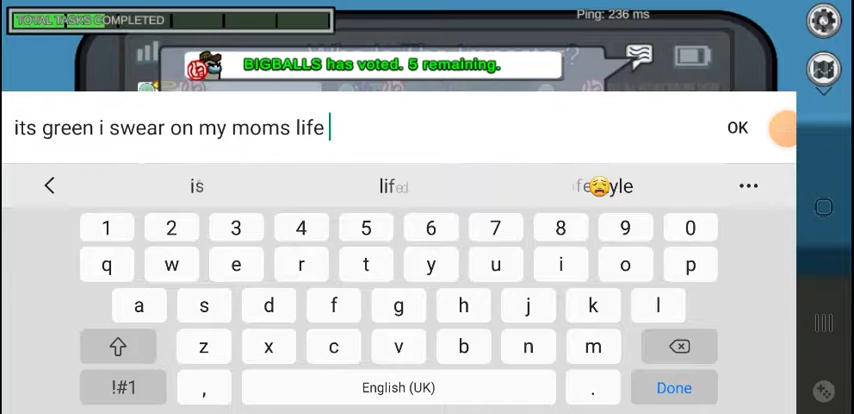 TOTAL TASKS COMPLETED
Ping: 236 ms
BIGBALLS has voted. 5 remaining.
its green i swear on my moms life
OK
is
1 2 3 4 5 6 7 8 9 0
q w e r t y u i o p
a s d f g h j k l
z x c v b n m
!#1 , English (UK) . Done